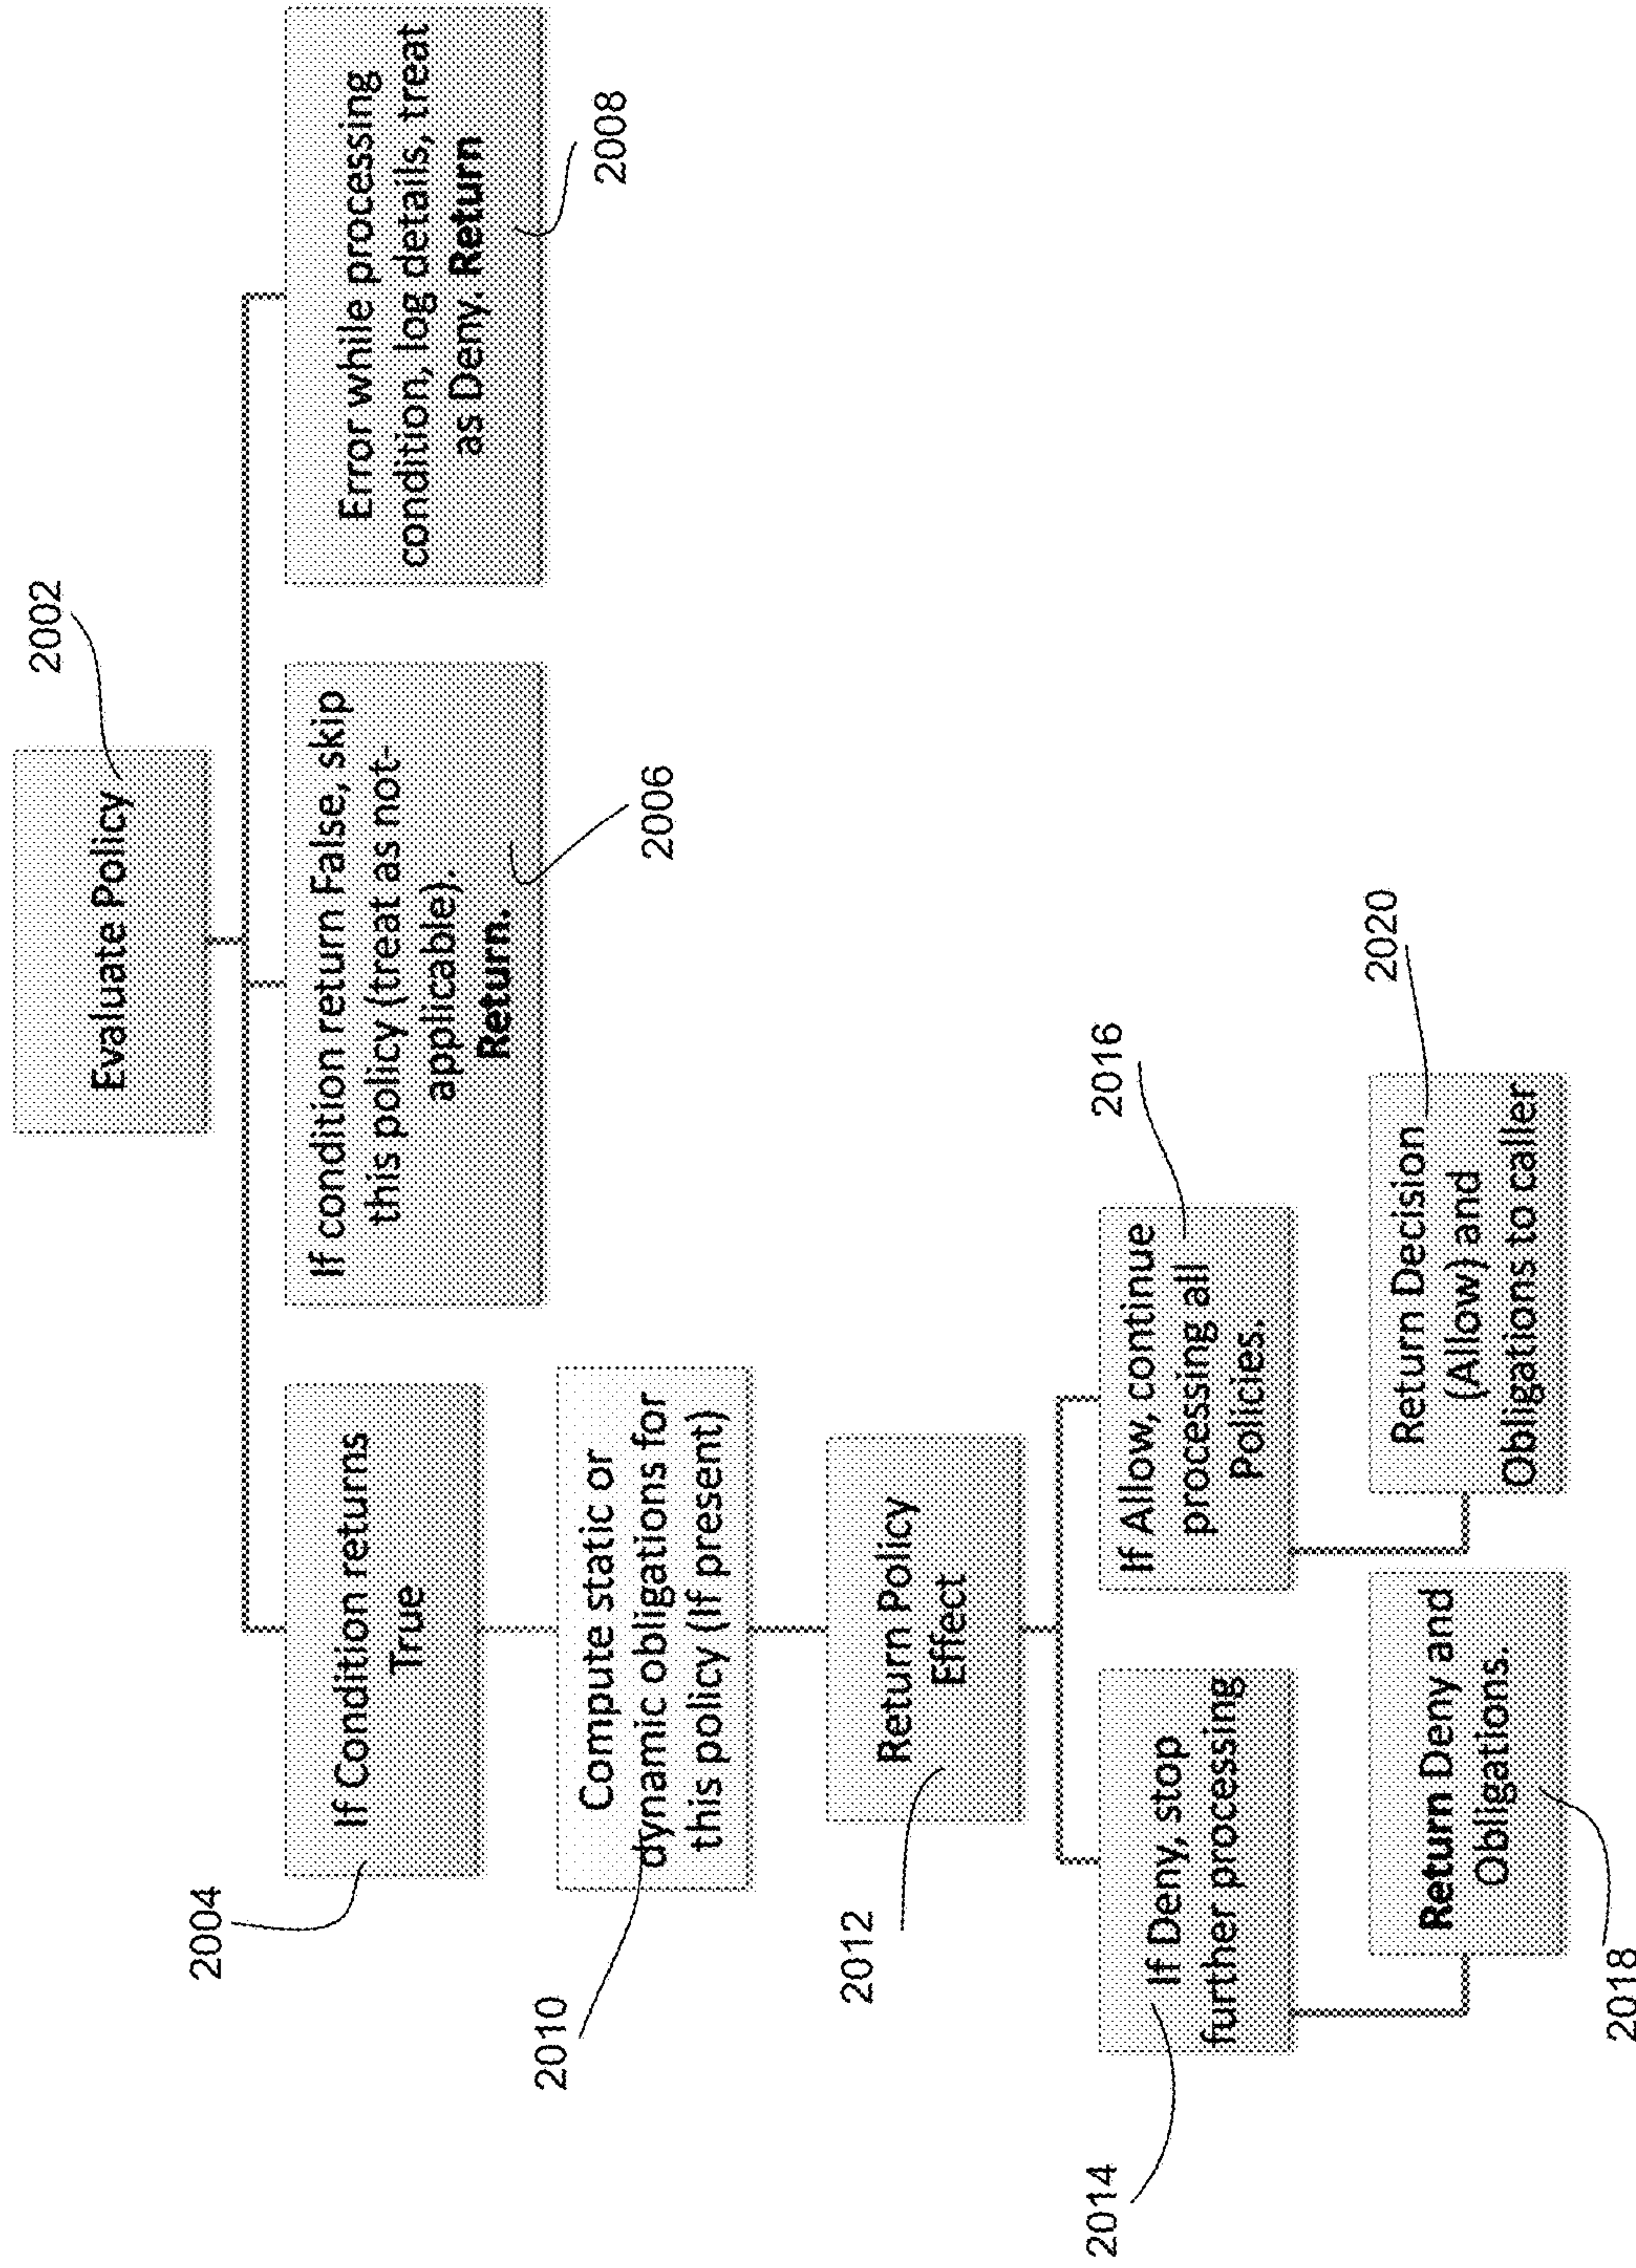 2002
Evaluate Policy
2004
If Condition returns
True
If condition return False, skip
this policy (treat as not-
applicable).
Return.
2006
Error while processing
condition, log details, treat
as Deny. Return
2008
2010
Compute static or
dynamic obligations for
this policy (If present)
2012
Return Policy
Effect
2014
If Deny, stop
further processing
2016
If Allow, continue
processing all
Policies.
Return Deny and
Obligations.
2018
2020
Return Decision
(Allow) and
Obligations to caller